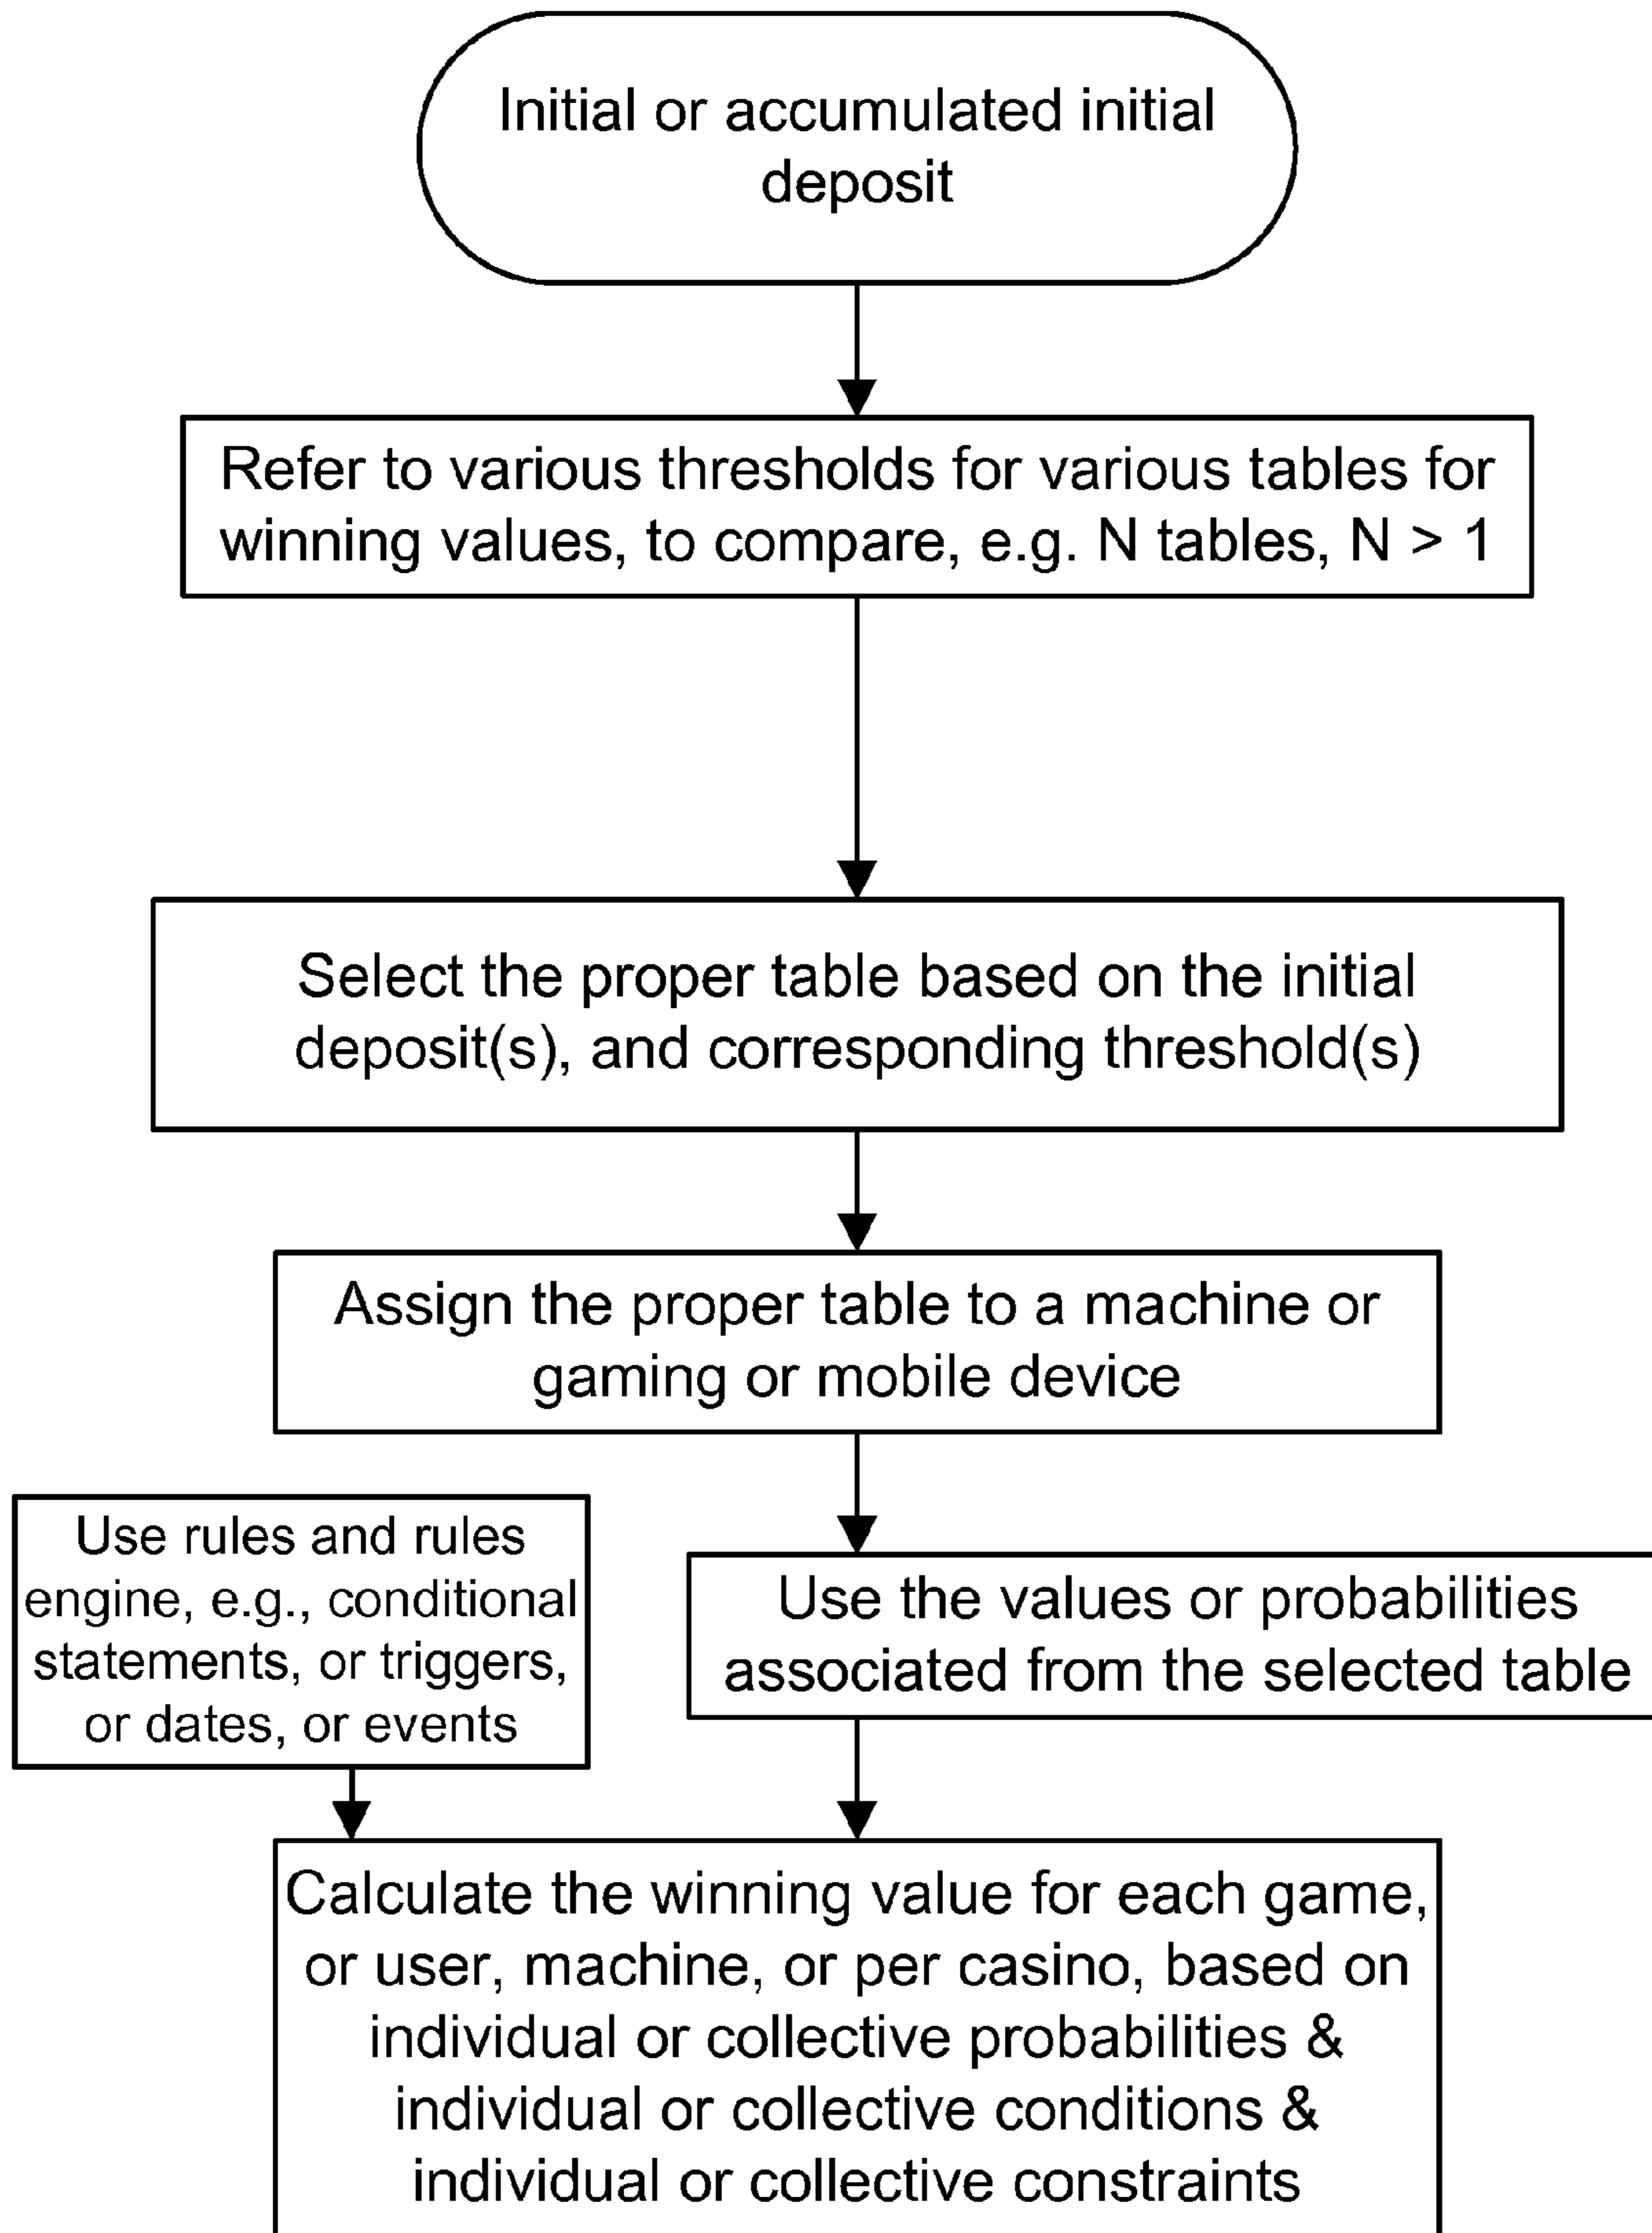 Initial or accumulated initial
deposit
Refer to various thresholds for various tables for
winning values, to compare, e.g. N tables, N > 1
Select the proper table based on the initial
deposit(s), and corresponding threshold(s)
Assign the proper table to a machine or
gaming or mobile device
Use rules and rules
engine, e.g., conditional
statements, or triggers,
or dates, or events
Use the values or probabilities
associated from the selected table
Calculate the winning value for each game,
or user, machine, or per casino, based on
individual or collective probabilities &
individual or collective conditions &
individual or collective constraints